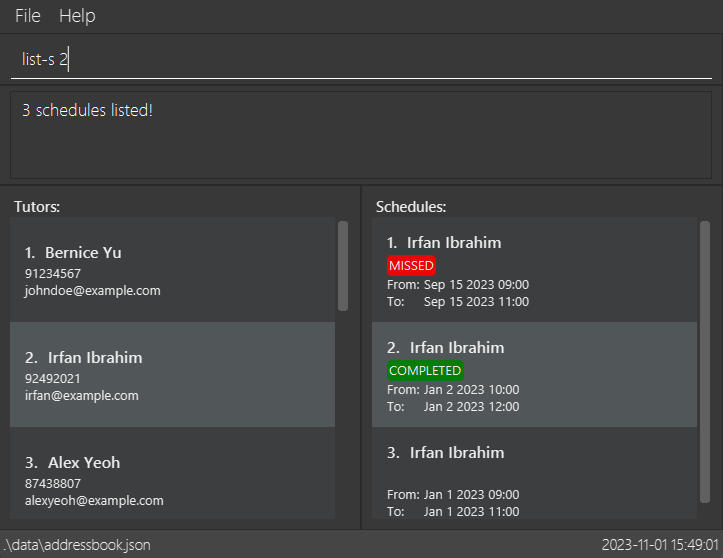 File Help
list-s 2
3 schedules listed!
Tutors:
1. Bernice Yu
91234567
johndoe@example.com
2. Irfan Ibrahim
92492021
irfan@example.com
3. Alex Yeoh
87438807
alexyeoh@example.com
Schedules:
1. Irfan Ibrahim
MISSED
From: Sep 15 2023 09:00
To: Sep 15 2023 11:00
2. Irfan Ibrahim
COMPLETED
From: Jan 2 2023 10:00
To: Jan 2 2023 12:00
3. Irfan Ibrahim
From: Jan 1 2023 09:00
To: Jan 1 2023 11:00
.\data\addressbook.json
2023-11-01 15:49:01